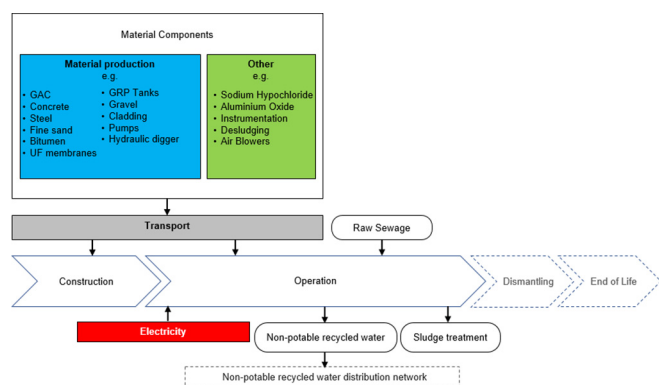 Material Components
Material production
e.g.
• GAC
• Concrete
• Steel
• Fine sand
• Bitumen
• UF membranes
• GRP Tanks
• Gravel
• Cladding
• Pumps
• Hydraulic digger
Other
e.g.
• Sodium Hypochloride
• Aluminium Oxide
• Instrumentation
• Desludging
• Air Blowers
Transport
Raw Sewage
Construction
Operation
Dismantling
End of Life
Electricity
Non-potable recycled water
Sludge treatment
Non-potable recycled water distribution network